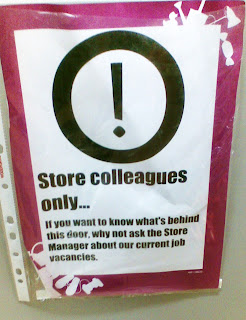 !
Store colleagues
only...
If you want to know what's behind
this door, why not ask the Store
Manager about our current job
vacancies.